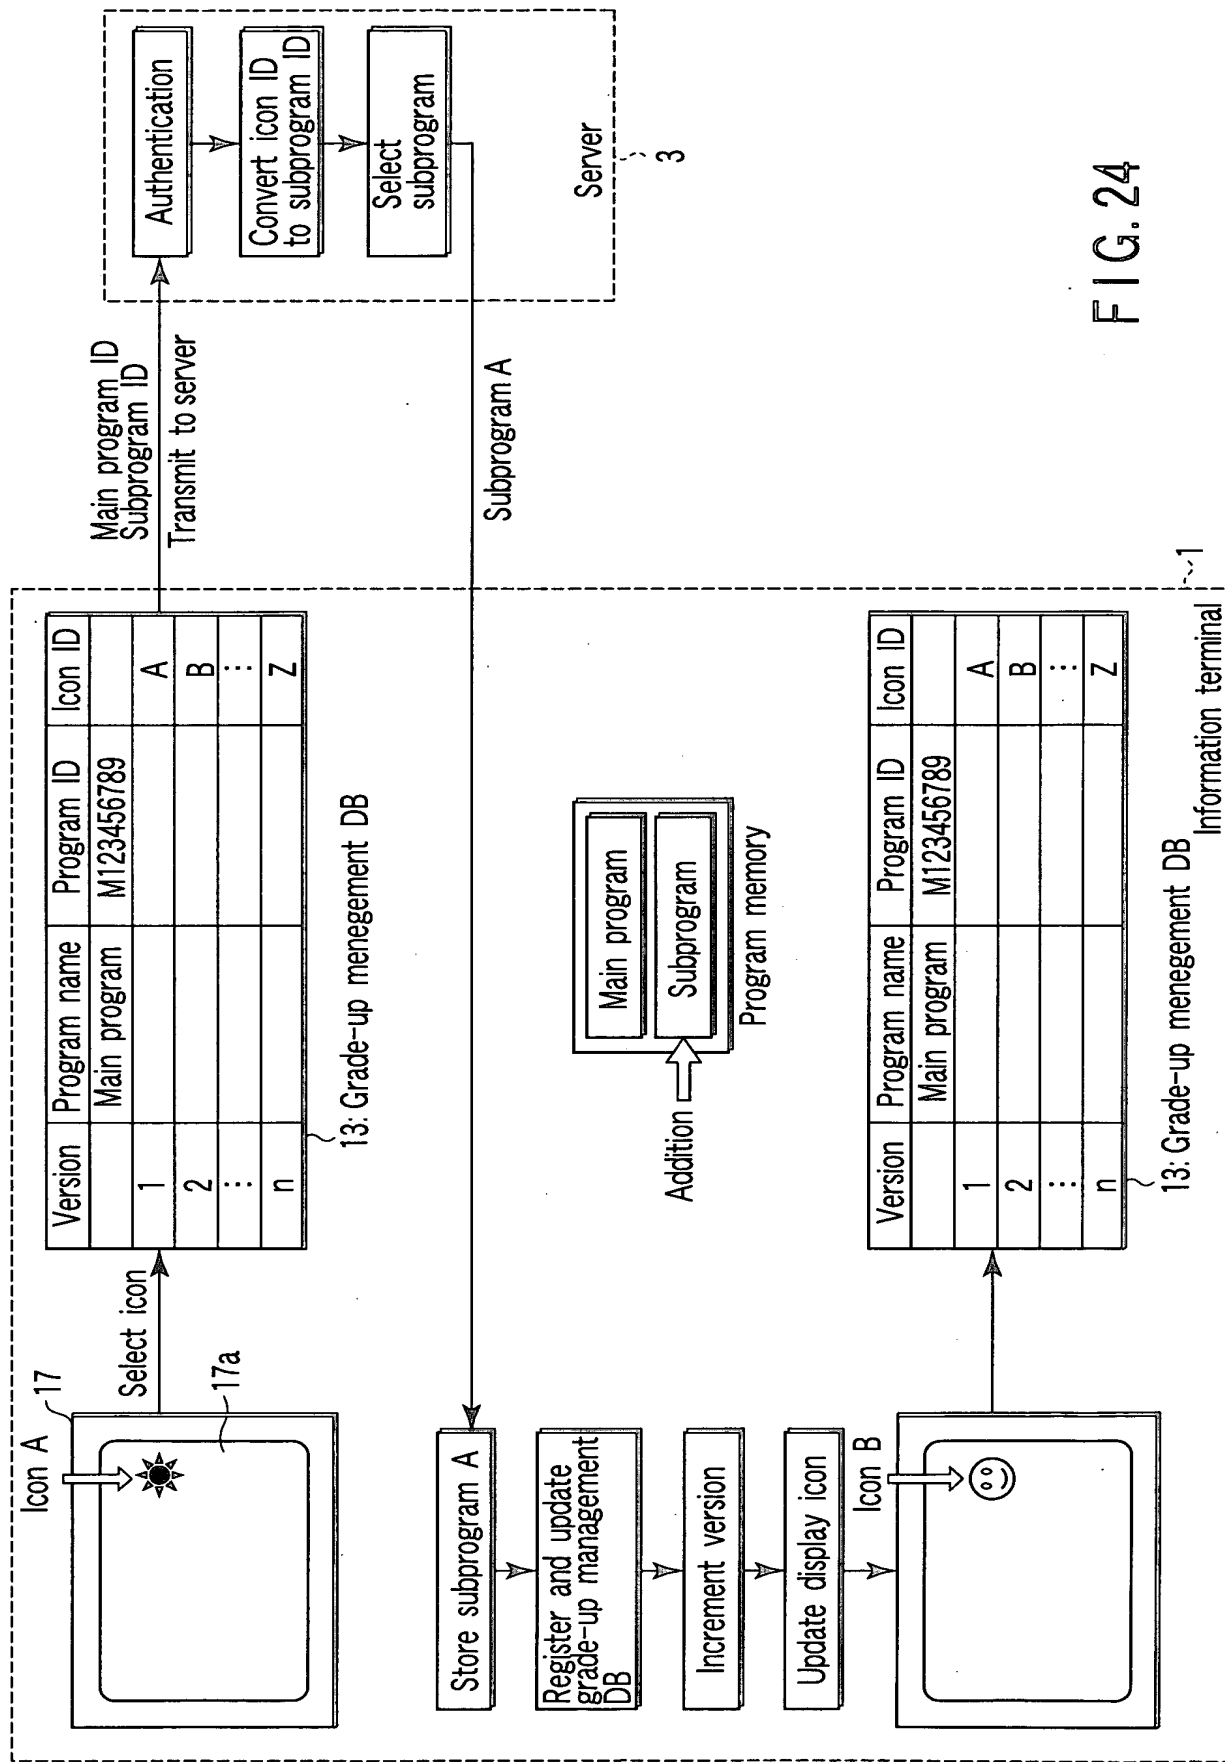 Icon A
17
17a
Select icon
Version Program name Program ID Icon ID
Main program M123456789
1 A
2 B
⋮ ⋮
n Z
13: Grade-up menegement DB
Main program ID
Subprogram ID
Transmit to server
Authentication
Convert icon ID
to subprogram ID
Select
subprogram
Server
3
Subprogram A
Store subprogram A
Register and update
grade-up management
DB
Increment version
Update display icon
Addition
Main program
Subprogram
Program memory
Icon B
Version Program name Program ID Icon ID
Main program M123456789
1 A
2 B
⋮ ⋮
n Z
13: Grade-up menegement DB
Information terminal
1
FIG. 24